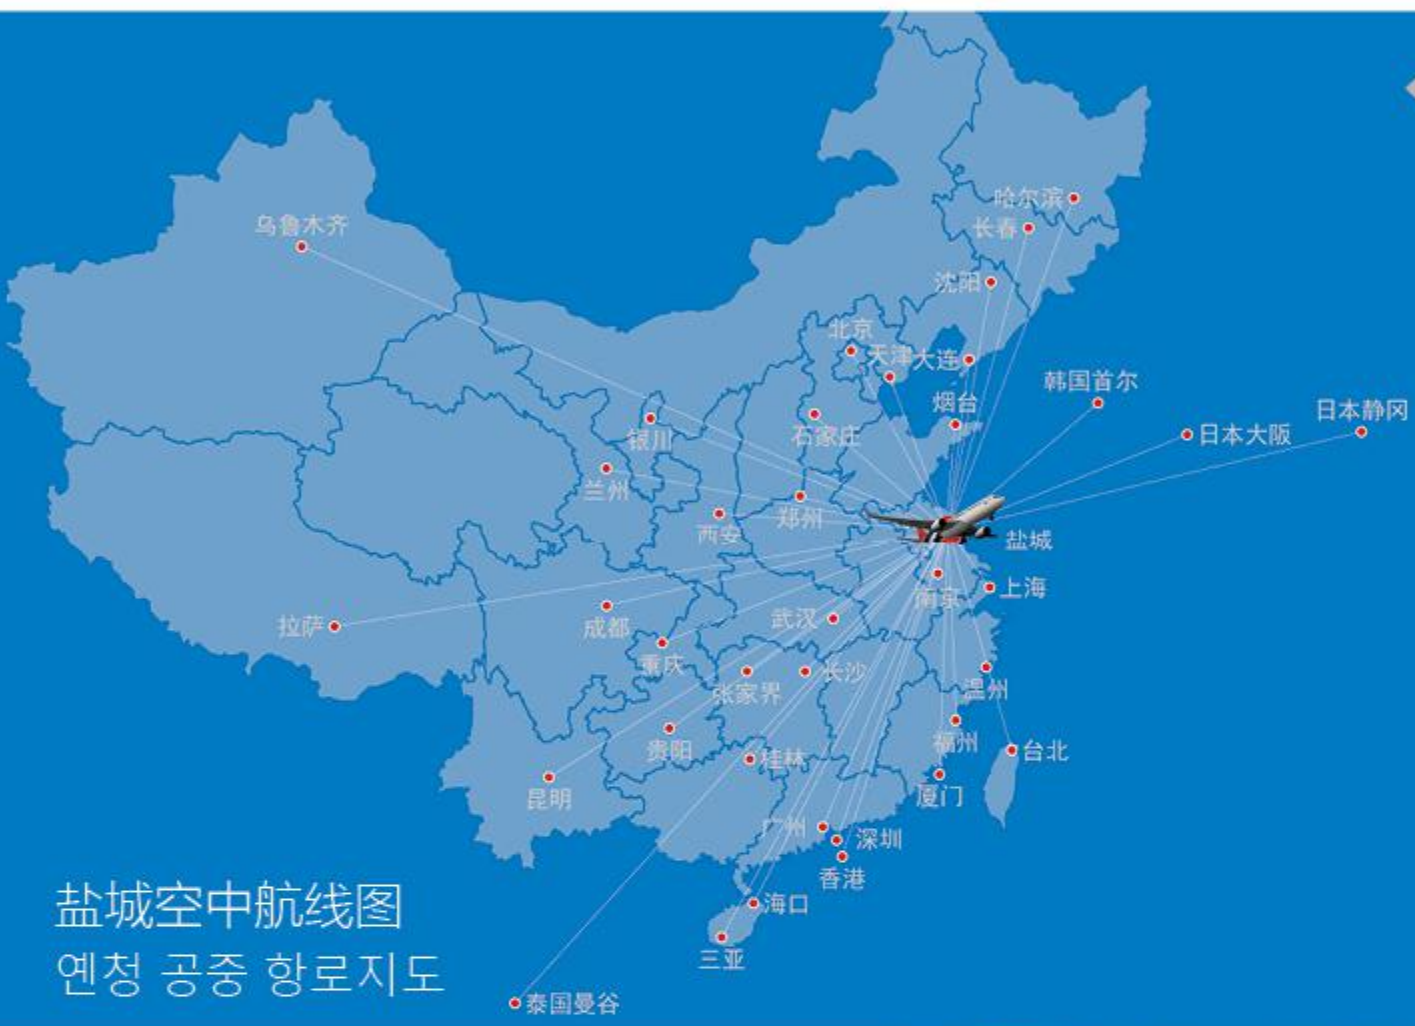 哈尔滨
乌鲁木齐
长春
沈阳
北京
天津
大连
韩国首尔
烟台
日本静冈
银川
石家庄
日本大阪
兰州
郑州
西安
盐城
上海
南京
拉萨
成都
武汉
重庆
张家界
长沙
温州
贵阳
桂林
福州
台北
昆明
厦门
广州
深圳
香港
海口
三亚
盐城空中航线图
옌청 공중 항로지도
泰国曼谷